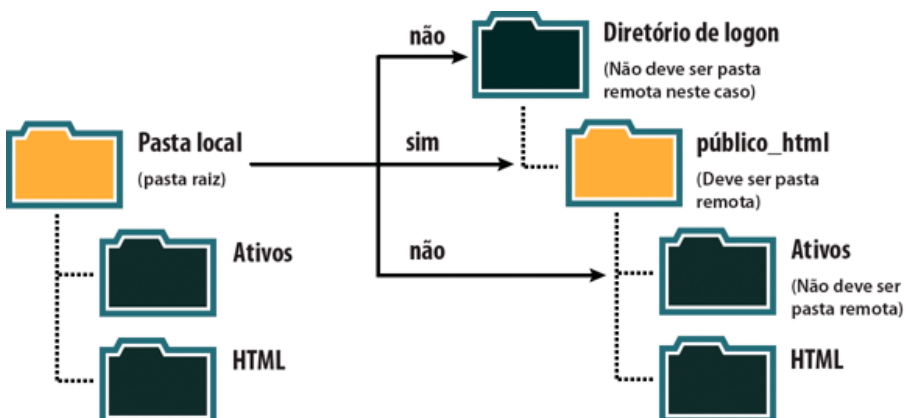 não
Diretório de logon
(Não deve ser pasta
remota neste caso)
Pasta local
(pasta raiz)
sim
público_html
(Deve ser pasta
remota)
Ativos
não
Ativos
(Não deve ser
pasta remota)
HTML
HTML